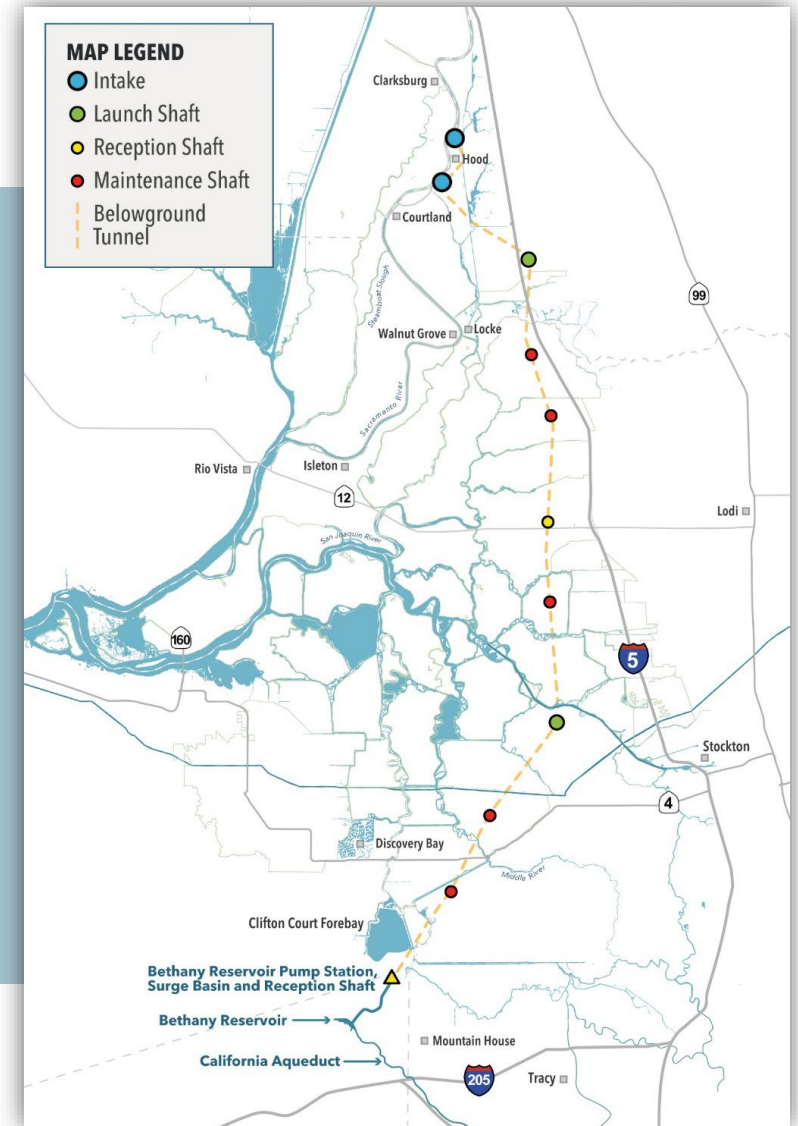 MAP LEGEND
Intake
Launch Shaft
Reception Shaft
Maintenance Shaft
Belowground
Tunnel
Clarksburg
Hood
Courtland
99
Steamboat Slough
Walnut Grove
Locke
Sacramento River
Rio Vista
Isleton
12
Lodi
San Joaquin River
160
5
Stockton
4
Discovery Bay
Middle River
Clifton Court Forebay
Bethany Reservoir Pump Station,
Surge Basin and Reception Shaft
Bethany Reservoir
Mountain House
California Aqueduct
205
Tracy